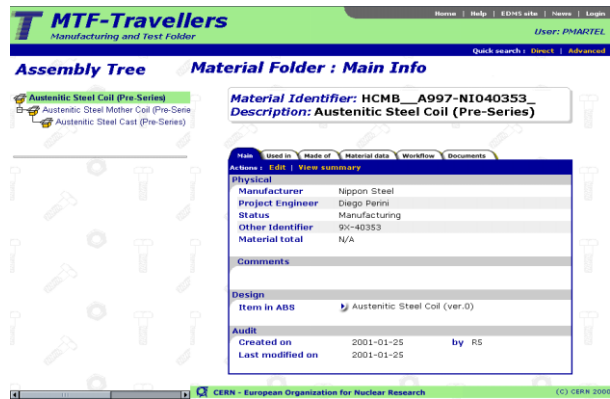 Home | Help | EDMS site | News | Login
MTF-Travellers
Manufacturing and Test Folder
User: PMARTEL
Quick search : Direct | Advanced
Assembly Tree
Material Folder : Main Info
Austenitic Steel Coil (Pre-Series)
Austenitic Steel Mother Coil (Pre-Serie
Austenitic Steel Cast (Pre-Series)
Material Identifier: HCMB__A997-NI040353_
Description: Austenitic Steel Coil (Pre-Series)
Main Used in Made of Material data Workflow Documents
Actions : Edit | View summary
Physical
Manufacturer Nippon Steel
Project Engineer Diego Perini
Status Manufacturing
Other Identifier 9X-40353
Material total N/A
Comments
Design
Item in ABS Austenitic Steel Coil (ver.0)
Audit
Created on 2001-01-25 by RS
Last modified on 2001-01-25
CERN - European Organization for Nuclear Research (C) CERN 2000